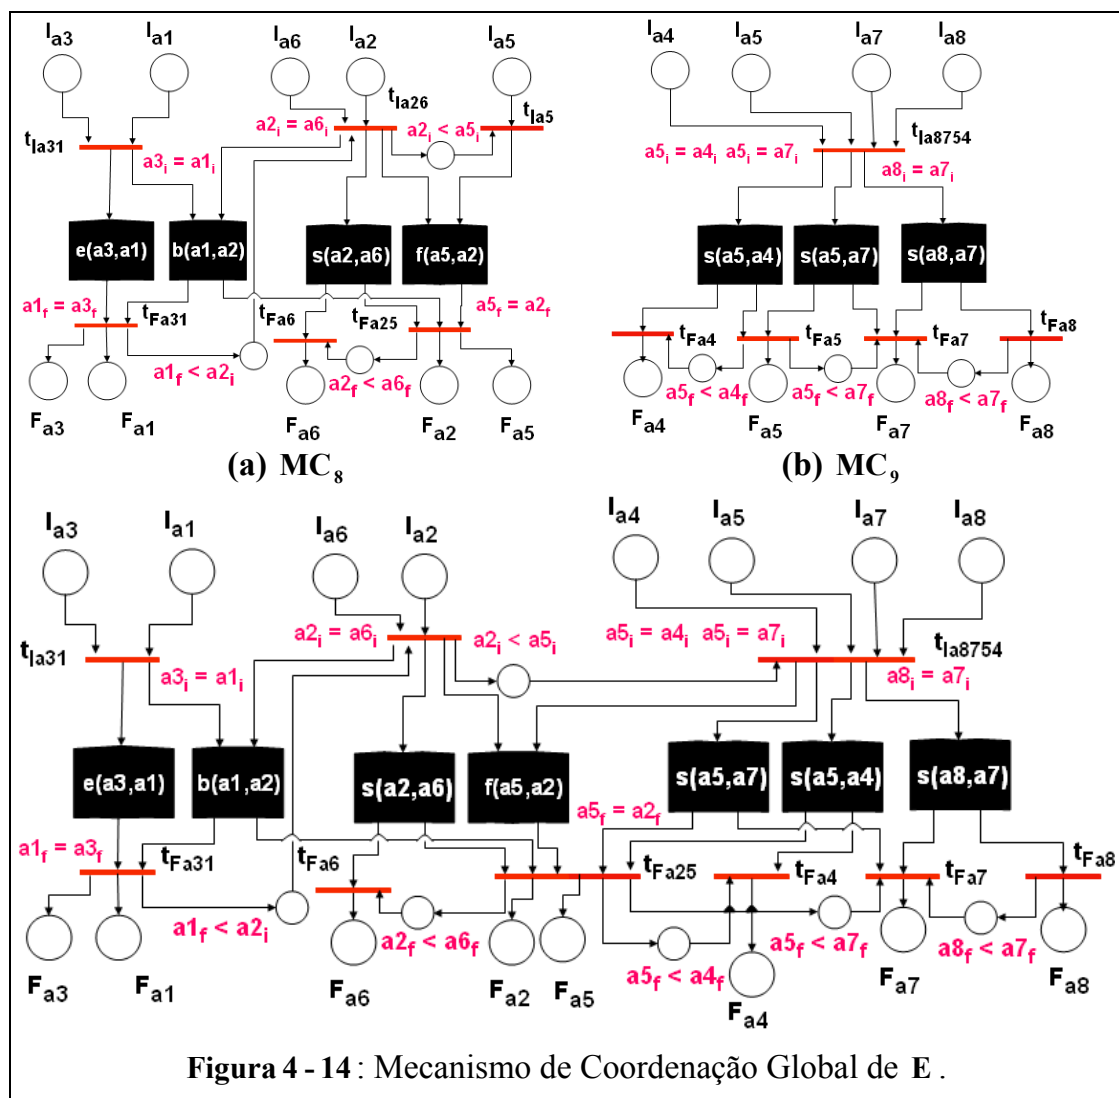 Ia3 Ia1 Ia6 Ia2 Ia5
tIa31 a3i = a1i a2i = a6i tIa26 a2i < a5i tIa5
e(a3,a1) b(a1,a2) s(a2,a6) f(a5,a2)
a1f = a3f tFa31 tFa6 tFa25 a5f = a2f
a1f < a2i a2f < a6f
Fa3 Fa1 Fa6 Fa2 Fa5
(a) MC8
Ia4 Ia5 Ia7 Ia8
tIa8754
a5i = a4i a5i = a7i a8i = a7i
s(a5,a4) s(a5,a7) s(a8,a7)
tFa4 tFa5 tFa7 tFa8
a5f < a4f a5f < a7f a8f < a7f
Fa4 Fa5 Fa7 Fa8
(b) MC9
Ia3 Ia1 Ia6 Ia2 Ia4 Ia5 Ia7 Ia8
tIa31 a3i = a1i a2i = a6i a2i < a5i a5i = a4i a5i = a7i tIa8754
a8i = a7i
e(a3,a1) b(a1,a2) s(a2,a6) f(a5,a2) s(a5,a7) s(a5,a4) s(a8,a7)
a1f = a3f tFa31 tFa6 a5f = a2f tFa25 tFa4 tFa7 tFa8
a1f < a2i a2f < a6f a5f < a4f a5f < a7f a8f < a7f
Fa3 Fa1 Fa6 Fa2 Fa5 Fa4 Fa7 Fa8
Figura 4 - 14 : Mecanismo de Coordenação Global de E .